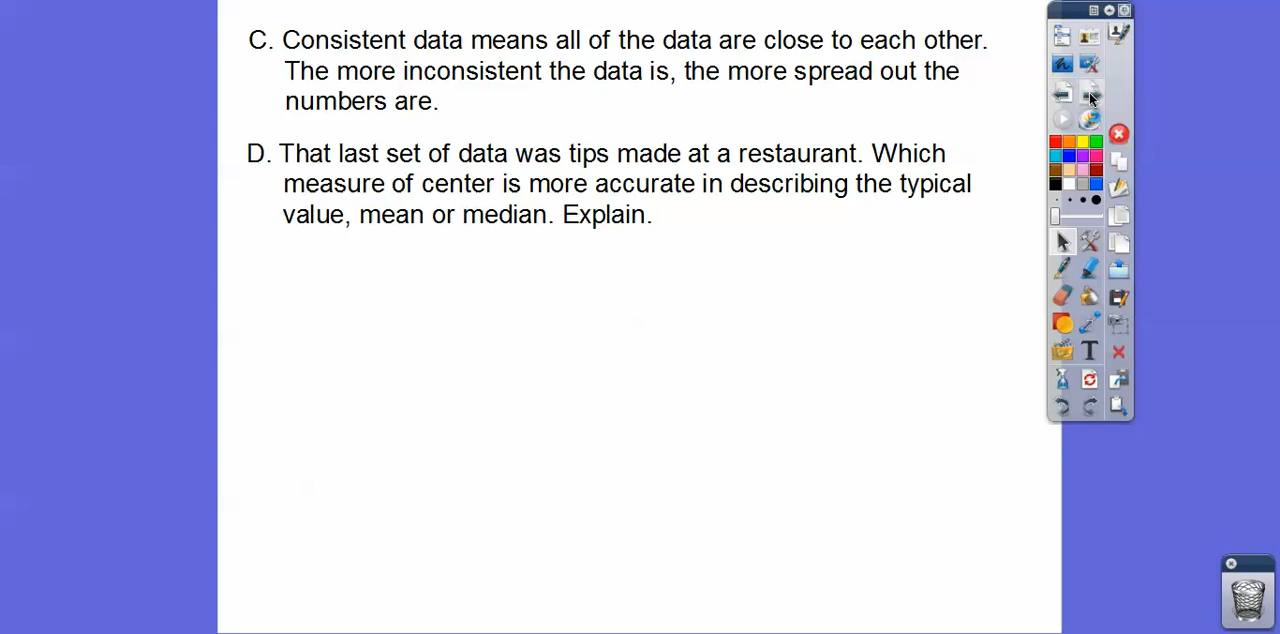 C. Consistent data means all of the data are close to each other.
The more inconsistent the data is, the more spread out the
numbers are.
D. That last set of data was tips made at a restaurant. Which
measure of center is more accurate in describing the typical
value, mean or median. Explain.
T